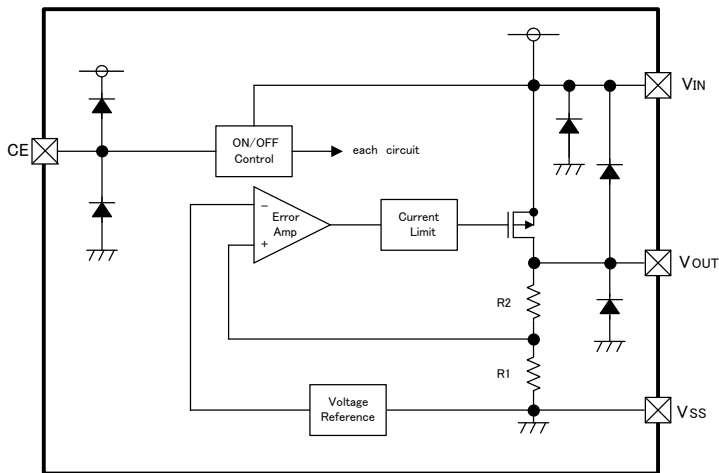 VIN
CE
ON/OFF
Control
each circuit
−
Error
Amp
+
Current
Limit
VOUT
R2
R1
Voltage
Reference
VSS